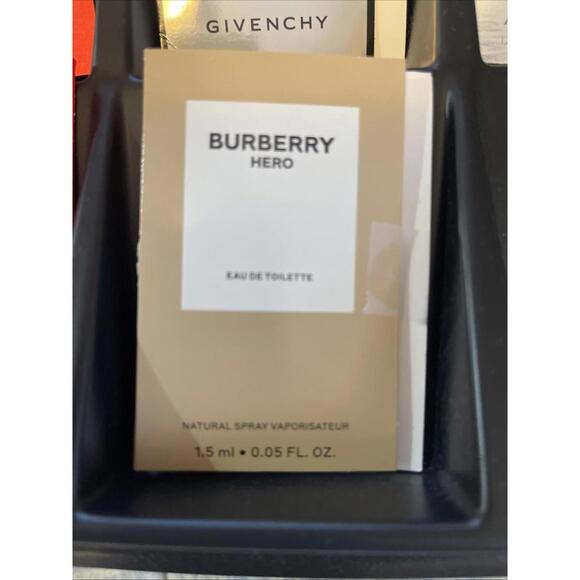 GIVENCHY
BURBERRY
HERO
EAU DE TOILETTE
NATURAL SPRAY VAPORISATEUR
1.5 ml • 0.05 FL. OZ.